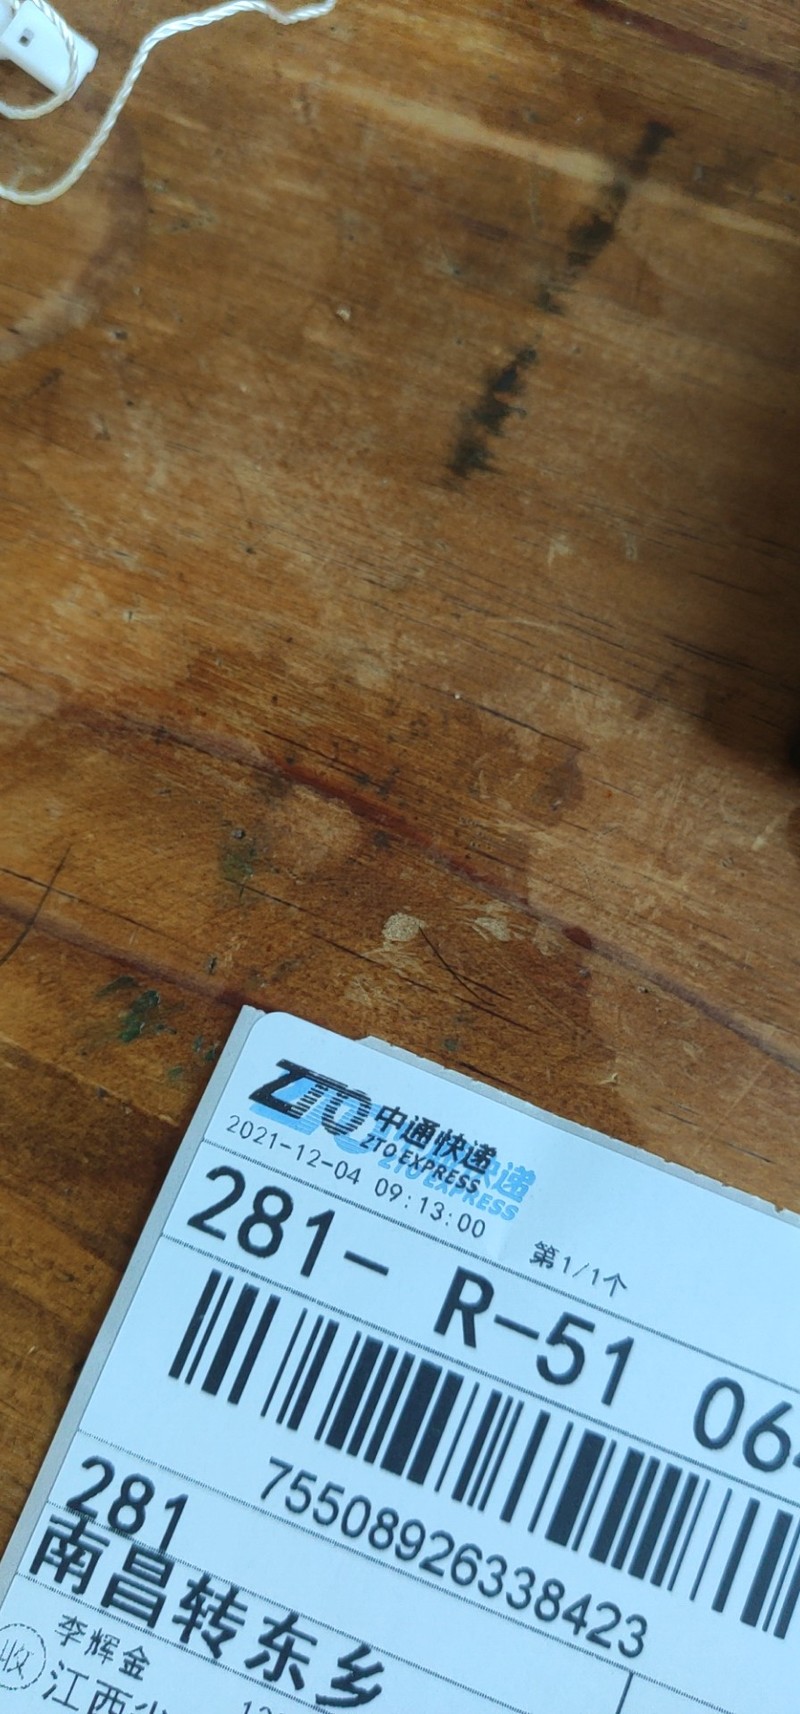 ZTO 中通快递
ZTO EXPRESS
2021-12-04 09:13:00
第1/1个
281- R-51 06
75508926338423
281
南昌转东乡
收 李辉金
江西